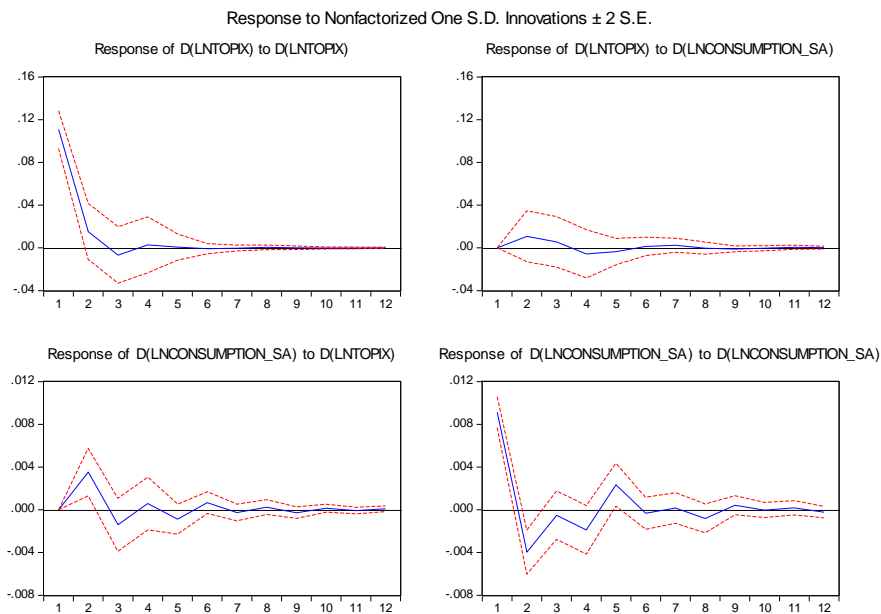 Response to Nonfactorized One S.D. Innovations ± 2 S.E.
Response of D(LNTOPIX) to D(LNTOPIX)
.16
.12
.08
.04
.00
-.04
1 2 3 4 5 6 7 8 9 10 11 12
Response of D(LNTOPIX) to D(LNCONSUMPTION_SA)
.16
.12
.08
.04
.00
-.04
1 2 3 4 5 6 7 8 9 10 11 12
Response of D(LNCONSUMPTION_SA) to D(LNTOPIX)
.012
.008
.004
.000
-.004
-.008
1 2 3 4 5 6 7 8 9 10 11 12
Response of D(LNCONSUMPTION_SA) to D(LNCONSUMPTION_SA)
.012
.008
.004
.000
-.004
-.008
1 2 3 4 5 6 7 8 9 10 11 12